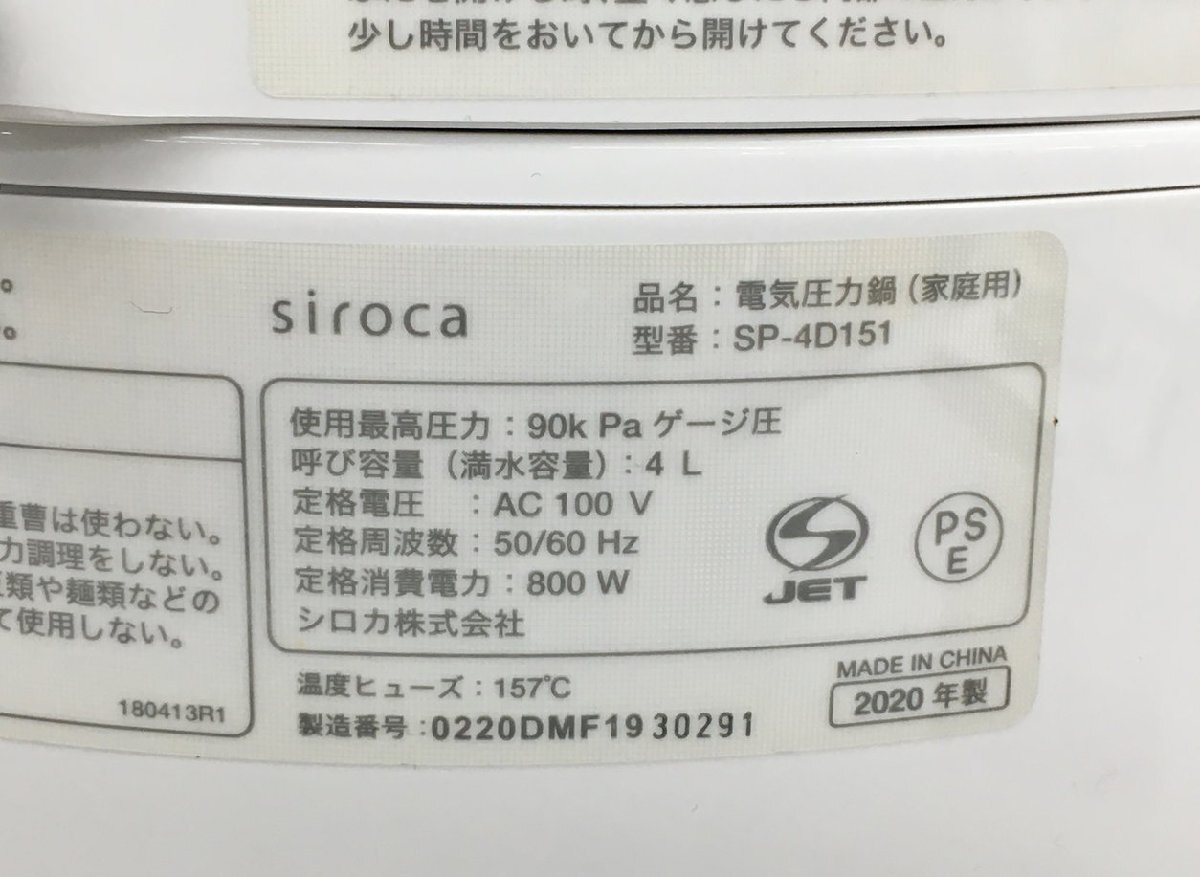 少し時間をおいてから開けてください。
siroca
品名：電気圧力鍋（家庭用）
型番：SP-4D151
使用最高圧力：90k Pa ゲージ圧
呼び容量（満水容量）：4 L
定格電圧　：AC 100 V
定格周波数：50/60 Hz
定格消費電力：800 W
シロカ株式会社
JET
PS
E
重曹は使わない。
力調理をしない。
類や麺類などの
て使用しない。
180413R1
温度ヒューズ：157℃
製造番号：0220DMF1930291
MADE IN CHINA
2020 年製